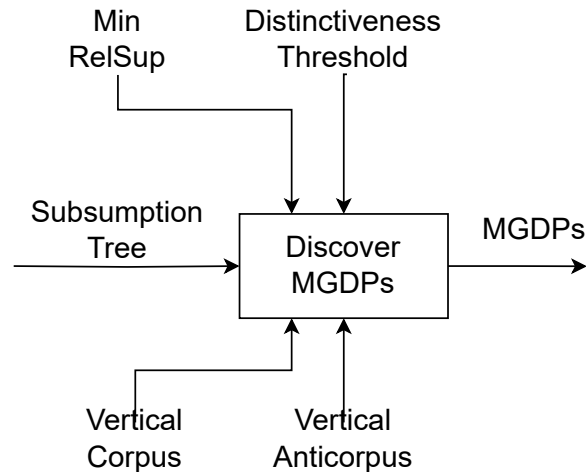 Min
RelSup
Distinctiveness
Threshold
Subsumption
Tree
Discover
MGDPs
MGDPs
Vertical
Corpus
Vertical
Anticorpus